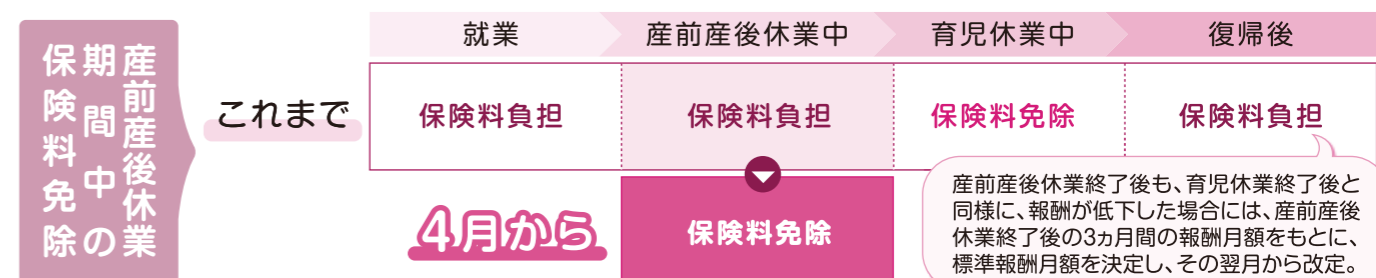 産前産後休業
期間中の
保険料免除
就業
産前産後休業中
育児休業中
復帰後
これまで
保険料負担
保険料負担
保険料免除
保険料負担
4月から
保険料免除
産前産後休業終了後も、育児休業終了後と
同様に、報酬が低下した場合には、産前産後
休業終了後の3ヵ月間の報酬月額をもとに、
標準報酬月額を決定し、その翌月から改定。